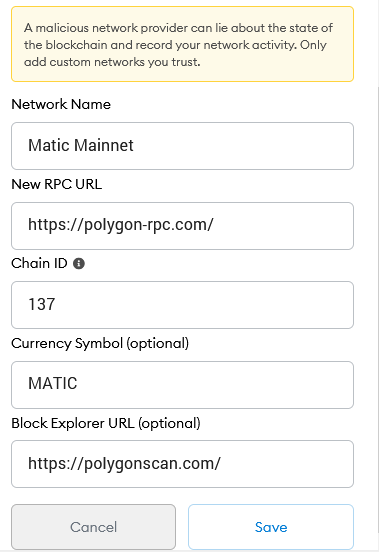 A malicious network provider can lie about the state of
the blockchain and record your network activity. Only
add custom networks you trust.
Network Name
Matic Mainnet
New RPC URL
https://polygon-rpc.com/
Chain ID
137
Currency Symbol (optional)
MATIC
Block Explorer URL (optional)
https://polygonscan.com/
Cancel
Save